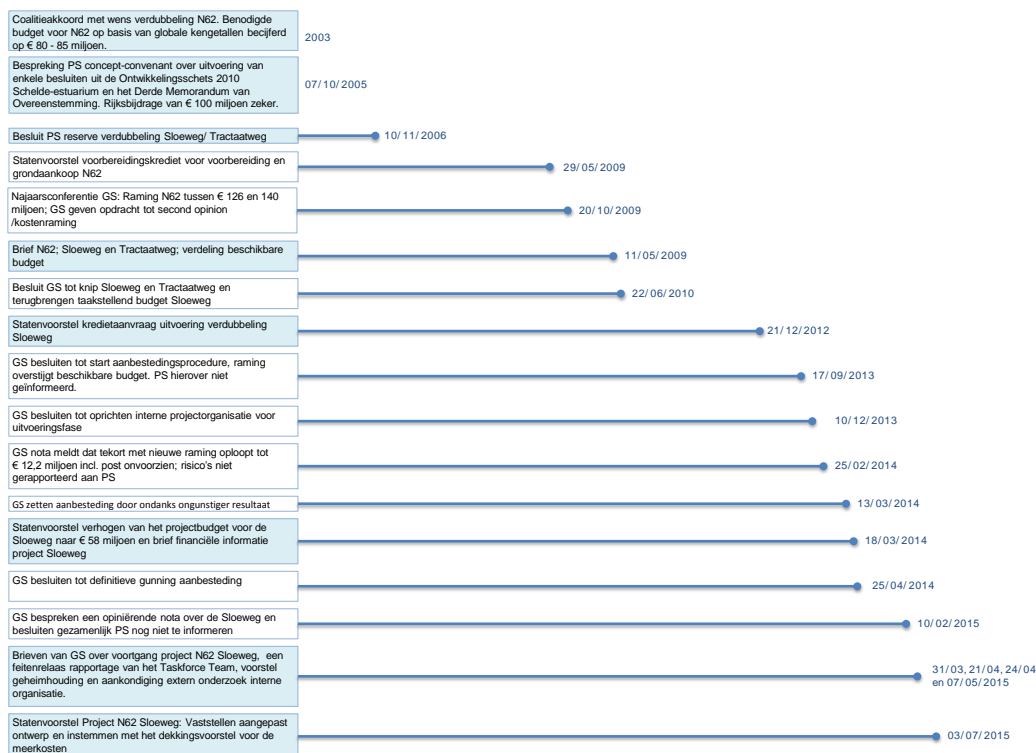 Coalitieakkoord met wens verdubbeling N62. Benodigde
budget voor N62 op basis van globale kengetallen becijferd
op € 80 - 85 miljoen.
2003
Bespreking PS concept-convenant over uitvoering van
enkele besluiten uit de Ontwikkelingsschets 2010
Schelde-estuarium en het Derde Memorandum van
Overeenstemming. Rijksbijdrage van € 100 miljoen zeker.
07/10/2005
Besluit PS reserve verdubbeling Sloeweg/ Tractaatweg
10/11/2006
Statenvoorstel voorbereidingskrediet voor voorbereiding en
grondaankoop N62
29/05/2009
Najaarsconferentie GS: Raming N62 tussen € 126 en 140
miljoen; GS geven opdracht tot second opinion
/kostenraming
20/10/2009
Brief N62; Sloeweg en Tractaatweg; verdeling beschikbare
budget
11/05/2009
Besluit GS tot knip Sloeweg en Tractaatweg en
terugbrengen taakstellend budget Sloeweg
22/06/2010
Statenvoorstel kredietaanvraag uitvoering verdubbeling
Sloeweg
21/12/2012
GS besluiten tot start aanbestedingsprocedure, raming
overstijgt beschikbare budget. PS hierover niet
geïnformeerd.
17/09/2013
GS besluiten tot oprichten interne projectorganisatie voor
uitvoeringsfase
10/12/2013
GS nota meldt dat tekort met nieuwe raming oploopt tot
€ 12,2 miljoen incl. post onvoorzien; risico's niet
gerapporteerd aan PS
25/02/2014
GS zetten aanbesteding door ondanks ongunstiger resultaat
13/03/2014
Statenvoorstel verhogen van het projectbudget voor de
Sloeweg naar € 58 miljoen en brief financiële informatie
project Sloeweg
18/03/2014
GS besluiten tot definitieve gunning aanbesteding
25/04/2014
GS bespreken een opiniërende nota over de Sloeweg en
besluiten gezamenlijk PS nog niet te informeren
10/02/2015
Brieven van GS over voortgang project N62 Sloeweg, een
feitenrelaas rapportage van het Taskforce Team, voorstel
geheimhouding en aankondiging extern onderzoek interne
organisatie.
31/03, 21/04, 24/04
en 07/05/2015
Statenvoorstel Project N62 Sloeweg: Vaststellen aangepast
ontwerp en instemmen met het dekkingsvoorstel voor de
meerkosten
03/07/2015